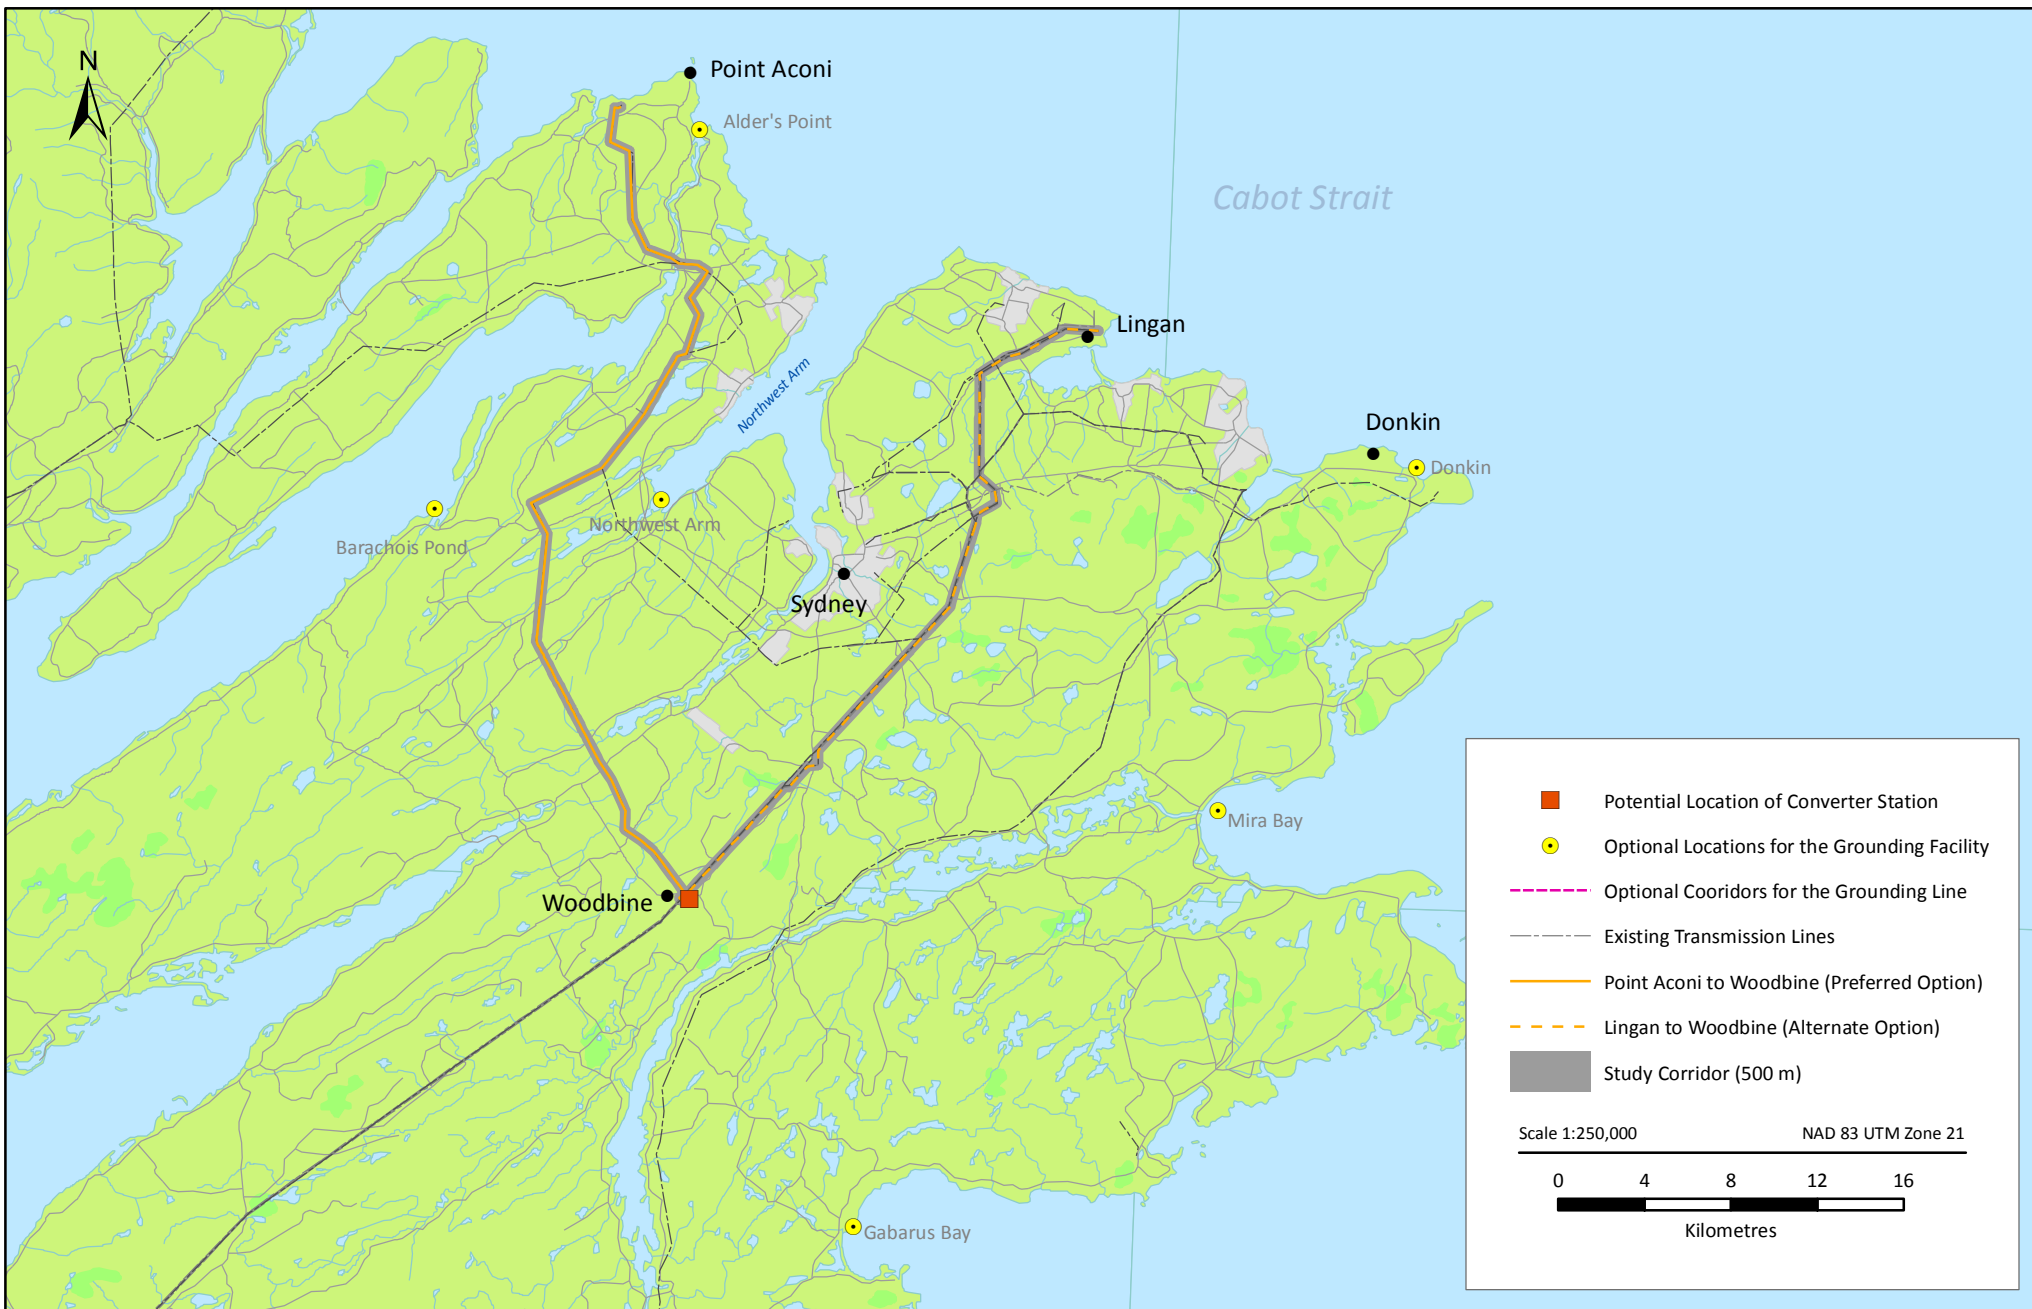 N
Point Aconi
Alder's Point
Cabot Strait
Lingan
Northwest Arm
Donkin
Donkin
Northwest Arm
Barachois Pond
Sydney
Mira Bay
Woodbine
Gabarus Bay
Potential Location of Converter Station
Optional Locations for the Grounding Facility
Optional Cooridors for the Grounding Line
Existing Transmission Lines
Point Aconi to Woodbine (Preferred Option)
Lingan to Woodbine (Alternate Option)
Study Corridor (500 m)
Scale 1:250,000 NAD 83 UTM Zone 21
0 4 8 12 16
Kilometres